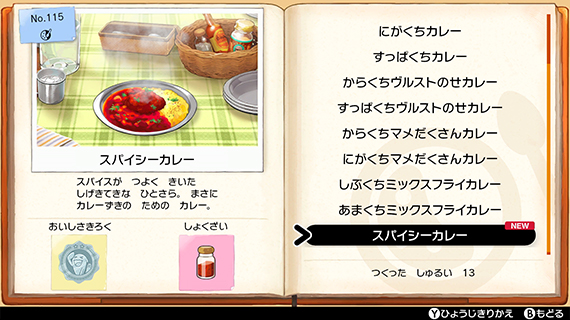 No.115
スパイシーカレー
スパイスが つよく きいた
しげきてきな ひとさら。 まさに
カレーずきの ための カレー。
おいしさきろく
しょくざい
にがくちカレー
すっぱくちカレー
からくちヴルストのせカレー
すっぱくちヴルストのせカレー
からくちマメだくさんカレー
にがくちマメだくさんカレー
しぶくちミックスフライカレー
あまくちミックスフライカレー
NEW
スパイシーカレー
つくった しゅるい 13
Yひょうじきりかえ Bもどる